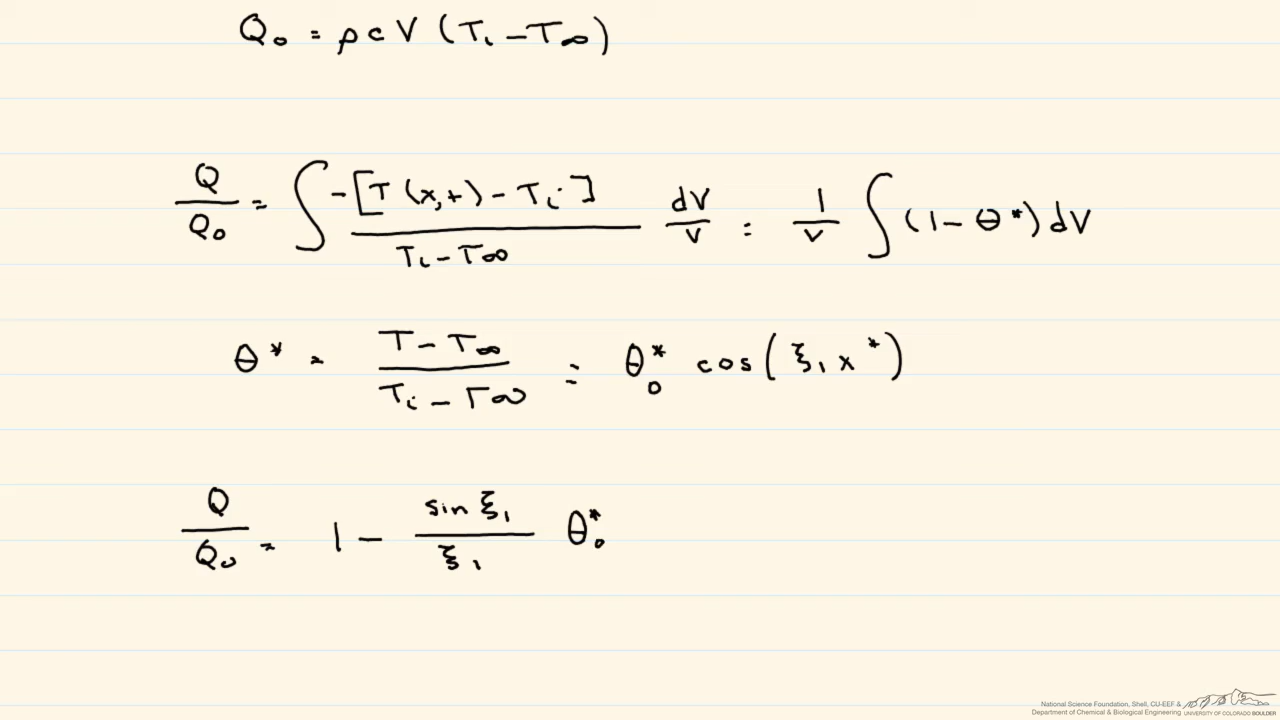 Q₀ = ρcV (Tᵢ - T∞)
Q/Q₀ = ∫ -[T(x,t) - Tᵢ] / (Tᵢ - T∞) dV/V = 1/V ∫ (1 - θ*) dV
θ* = (T - T∞) / (Tᵢ - T∞) = θ₀* cos(ξ₁x*)
Q/Q₀ = 1 - (sin ξ₁ / ξ₁) θ₀*
National Science Foundation, Shell, CU-EEF &
Department of Chemical & Biological Engineering UNIVERSITY OF COLORADO BOULDER